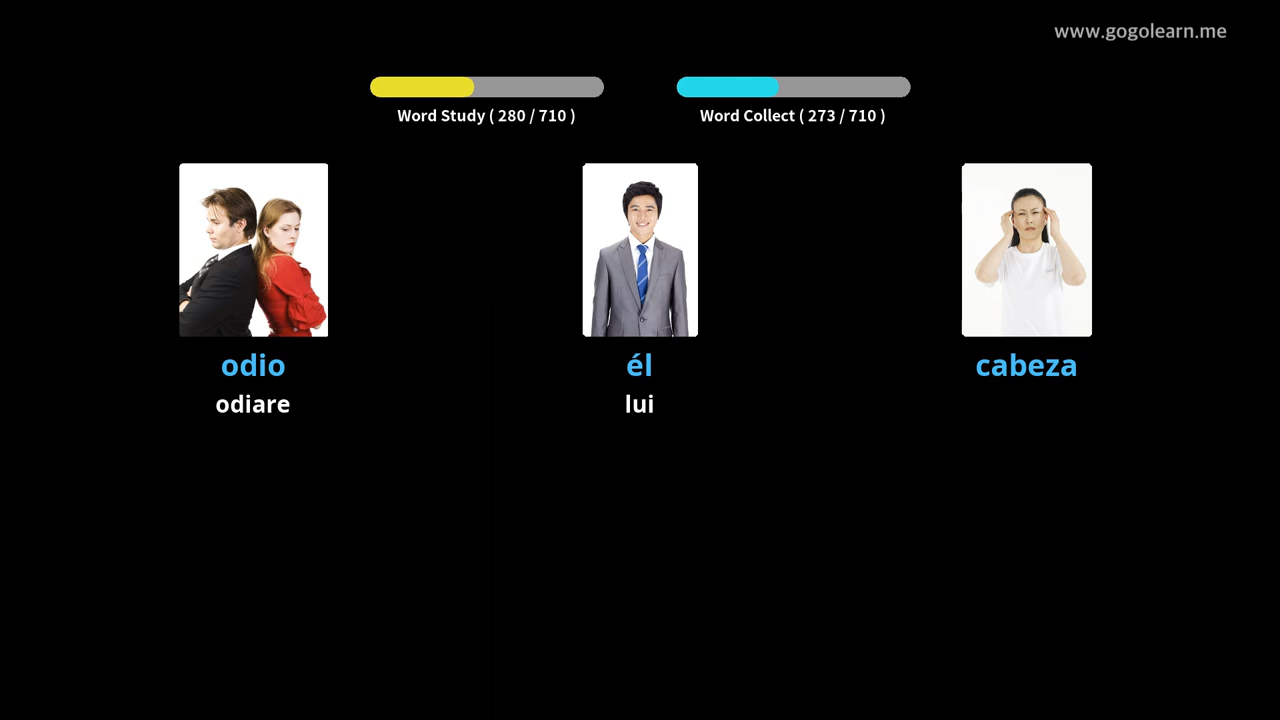 www.gogolearn.me
Word Study ( 280 / 710 )
Word Collect ( 273 / 710 )
odio
él
cabeza
odiare
lui